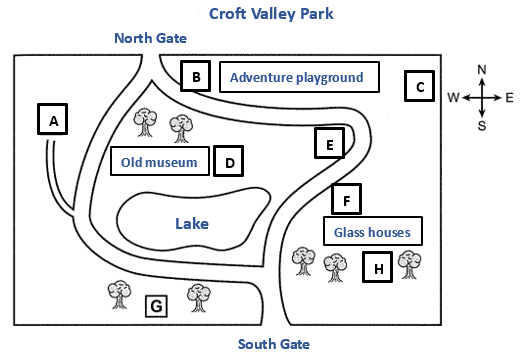 Croft Valley Park
North Gate
B
Adventure playground
C
N
W E
S
A
E
Old museum
D
F
Lake
Glass houses
H
G
South Gate